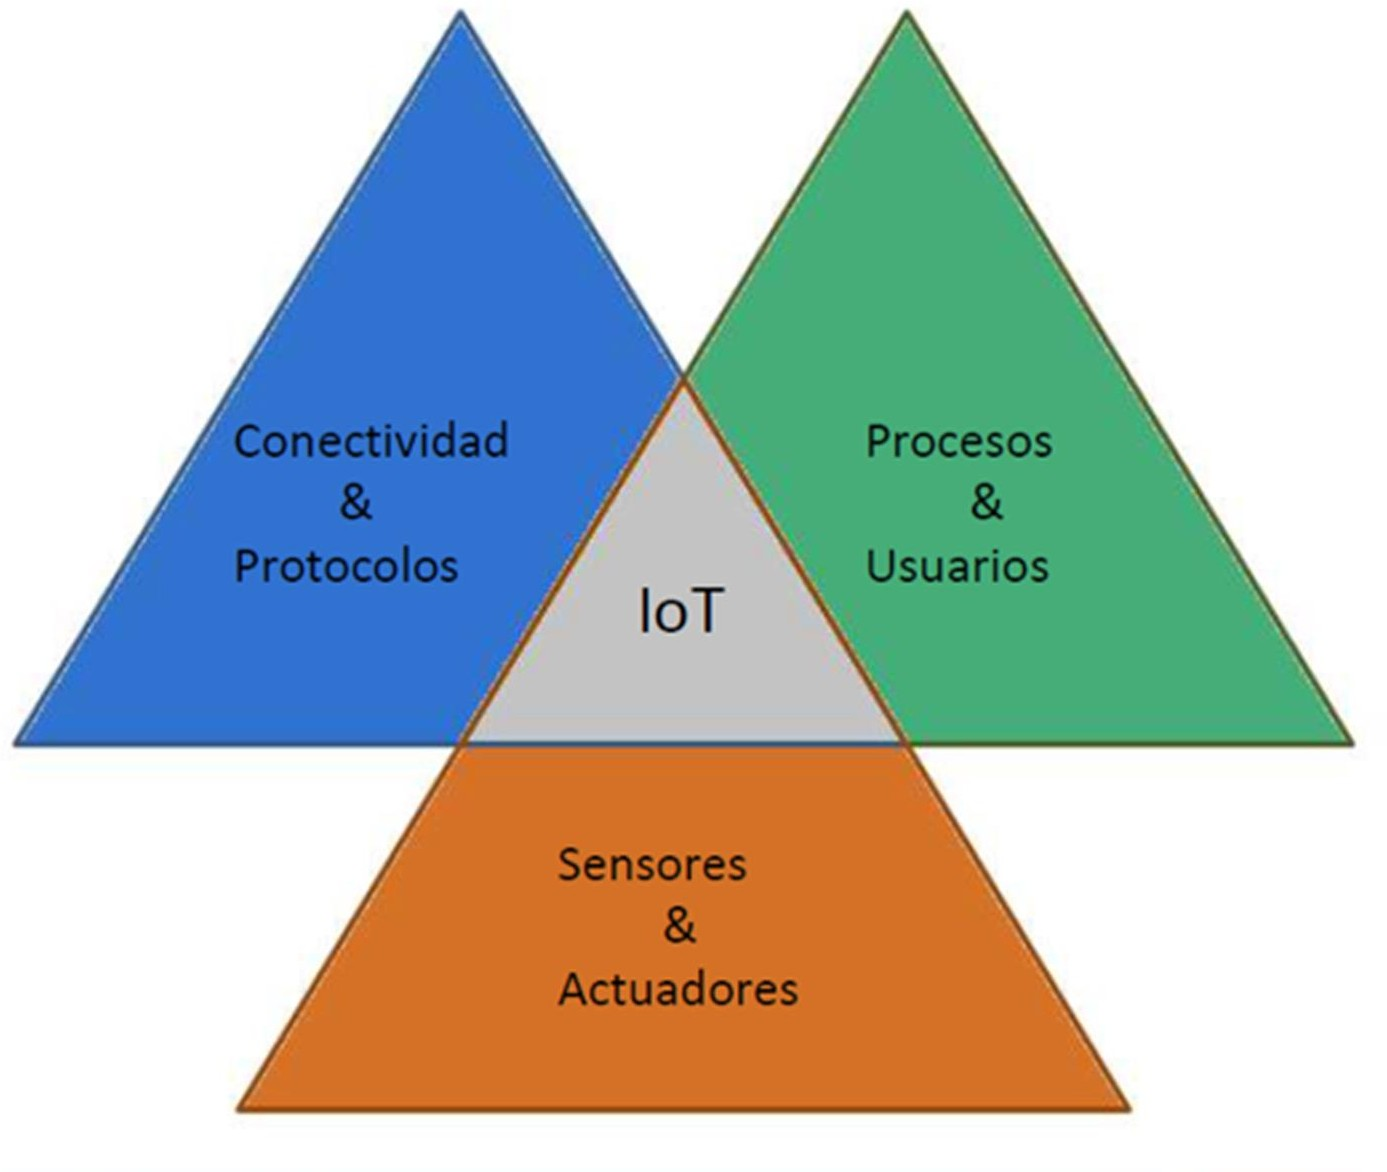 Conectividad
&
Protocolos
Procesos
&
Usuarios
IoT
Sensores
&
Actuadores